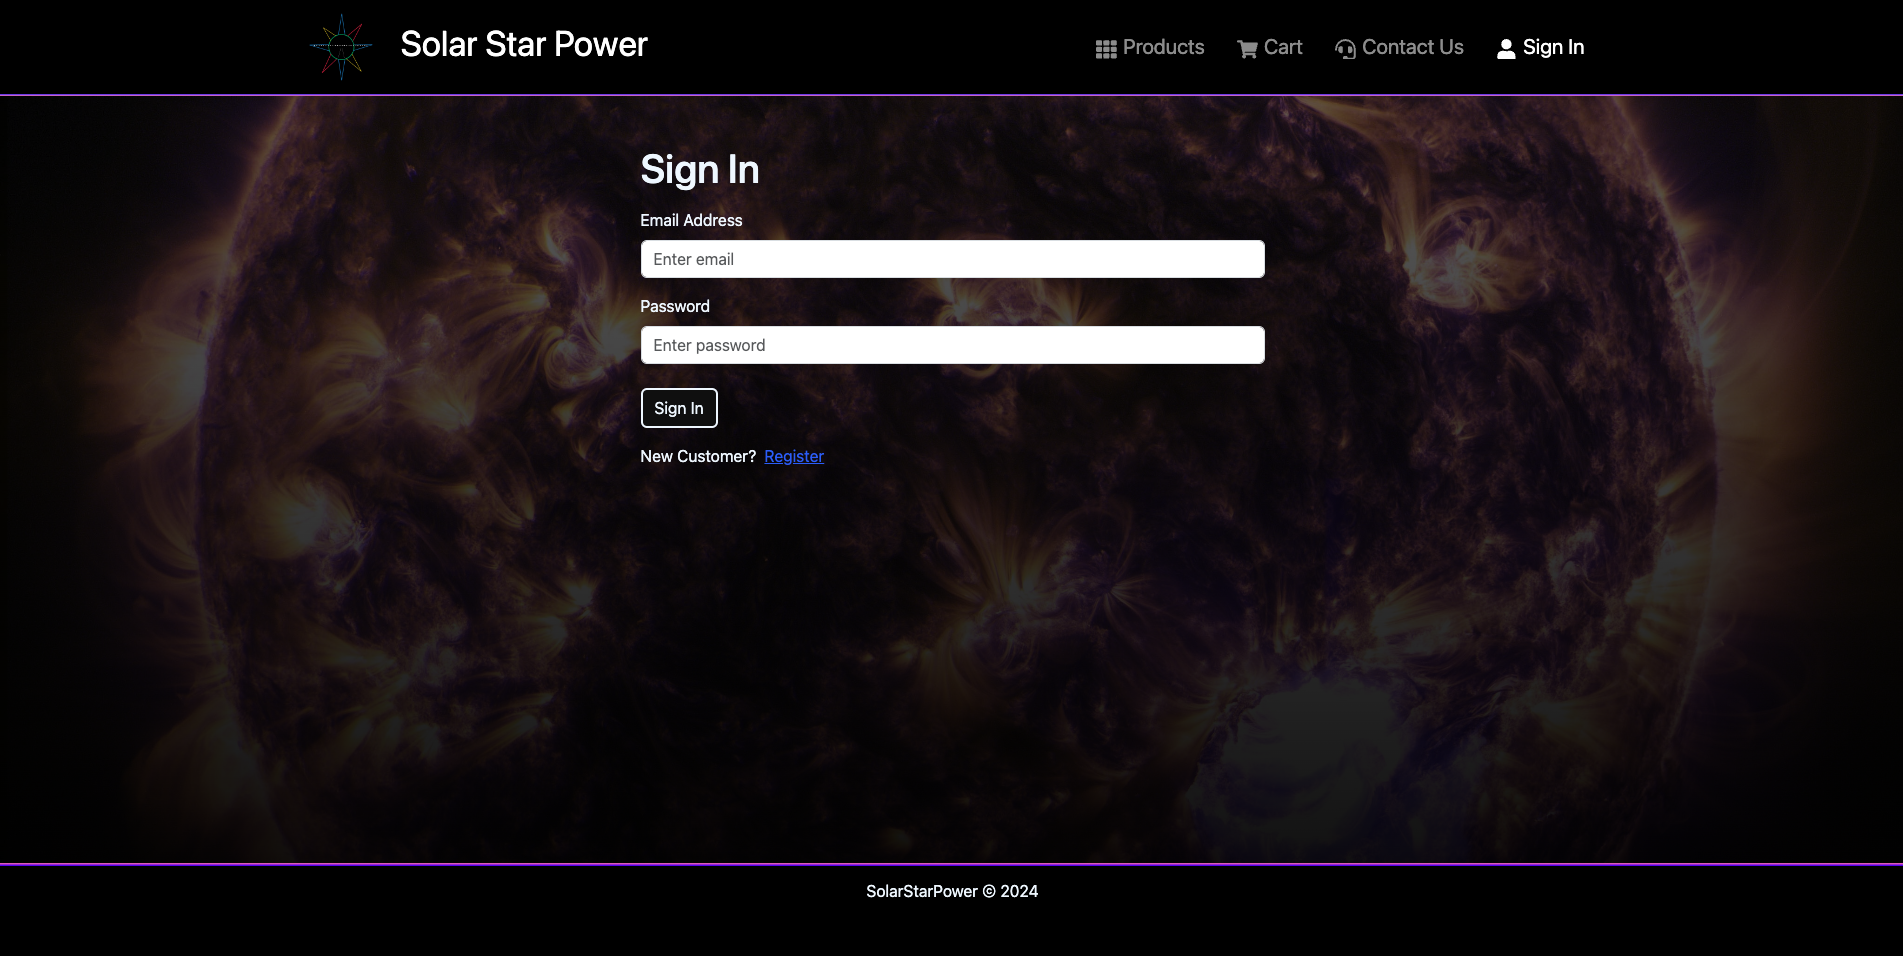 Solar Star Power
Products
Cart
Contact Us
Sign In
Sign In
Email Address
Enter email
Password
Enter password
Sign In
New Customer? Register
SolarStarPower © 2024